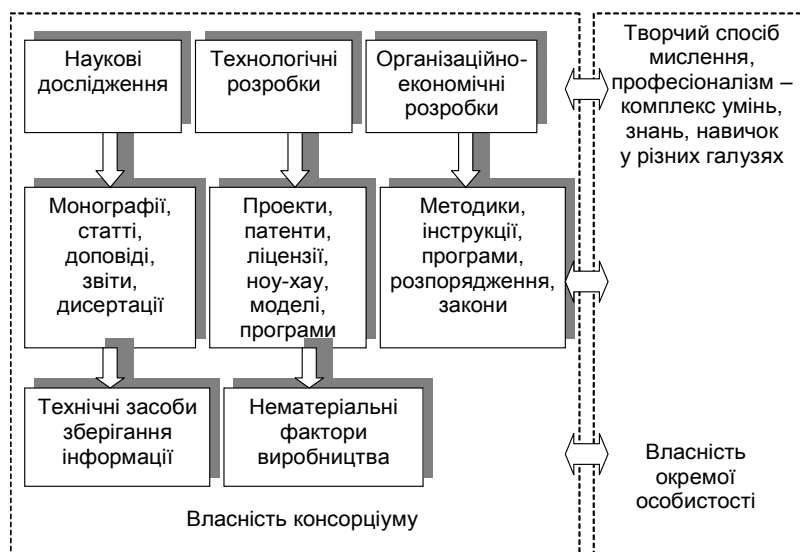 Наукові
дослідження
Технологічні
розробки
Організаційно-
економічні
розробки
Творчий спосіб
мислення,
професіоналізм –
комплекс умінь,
знань, навичок
у різних галузях
Монографії,
статті,
доповіді,
звіти,
дисертації
Проекти,
патенти,
ліцензії,
ноу-хау,
моделі,
програми
Методики,
інструкції,
програми,
розпорядження,
закони
Технічні засоби
зберігання
інформації
Нематеріальні
фактори
виробництва
Власність
окремої
особистості
Власність консорціуму